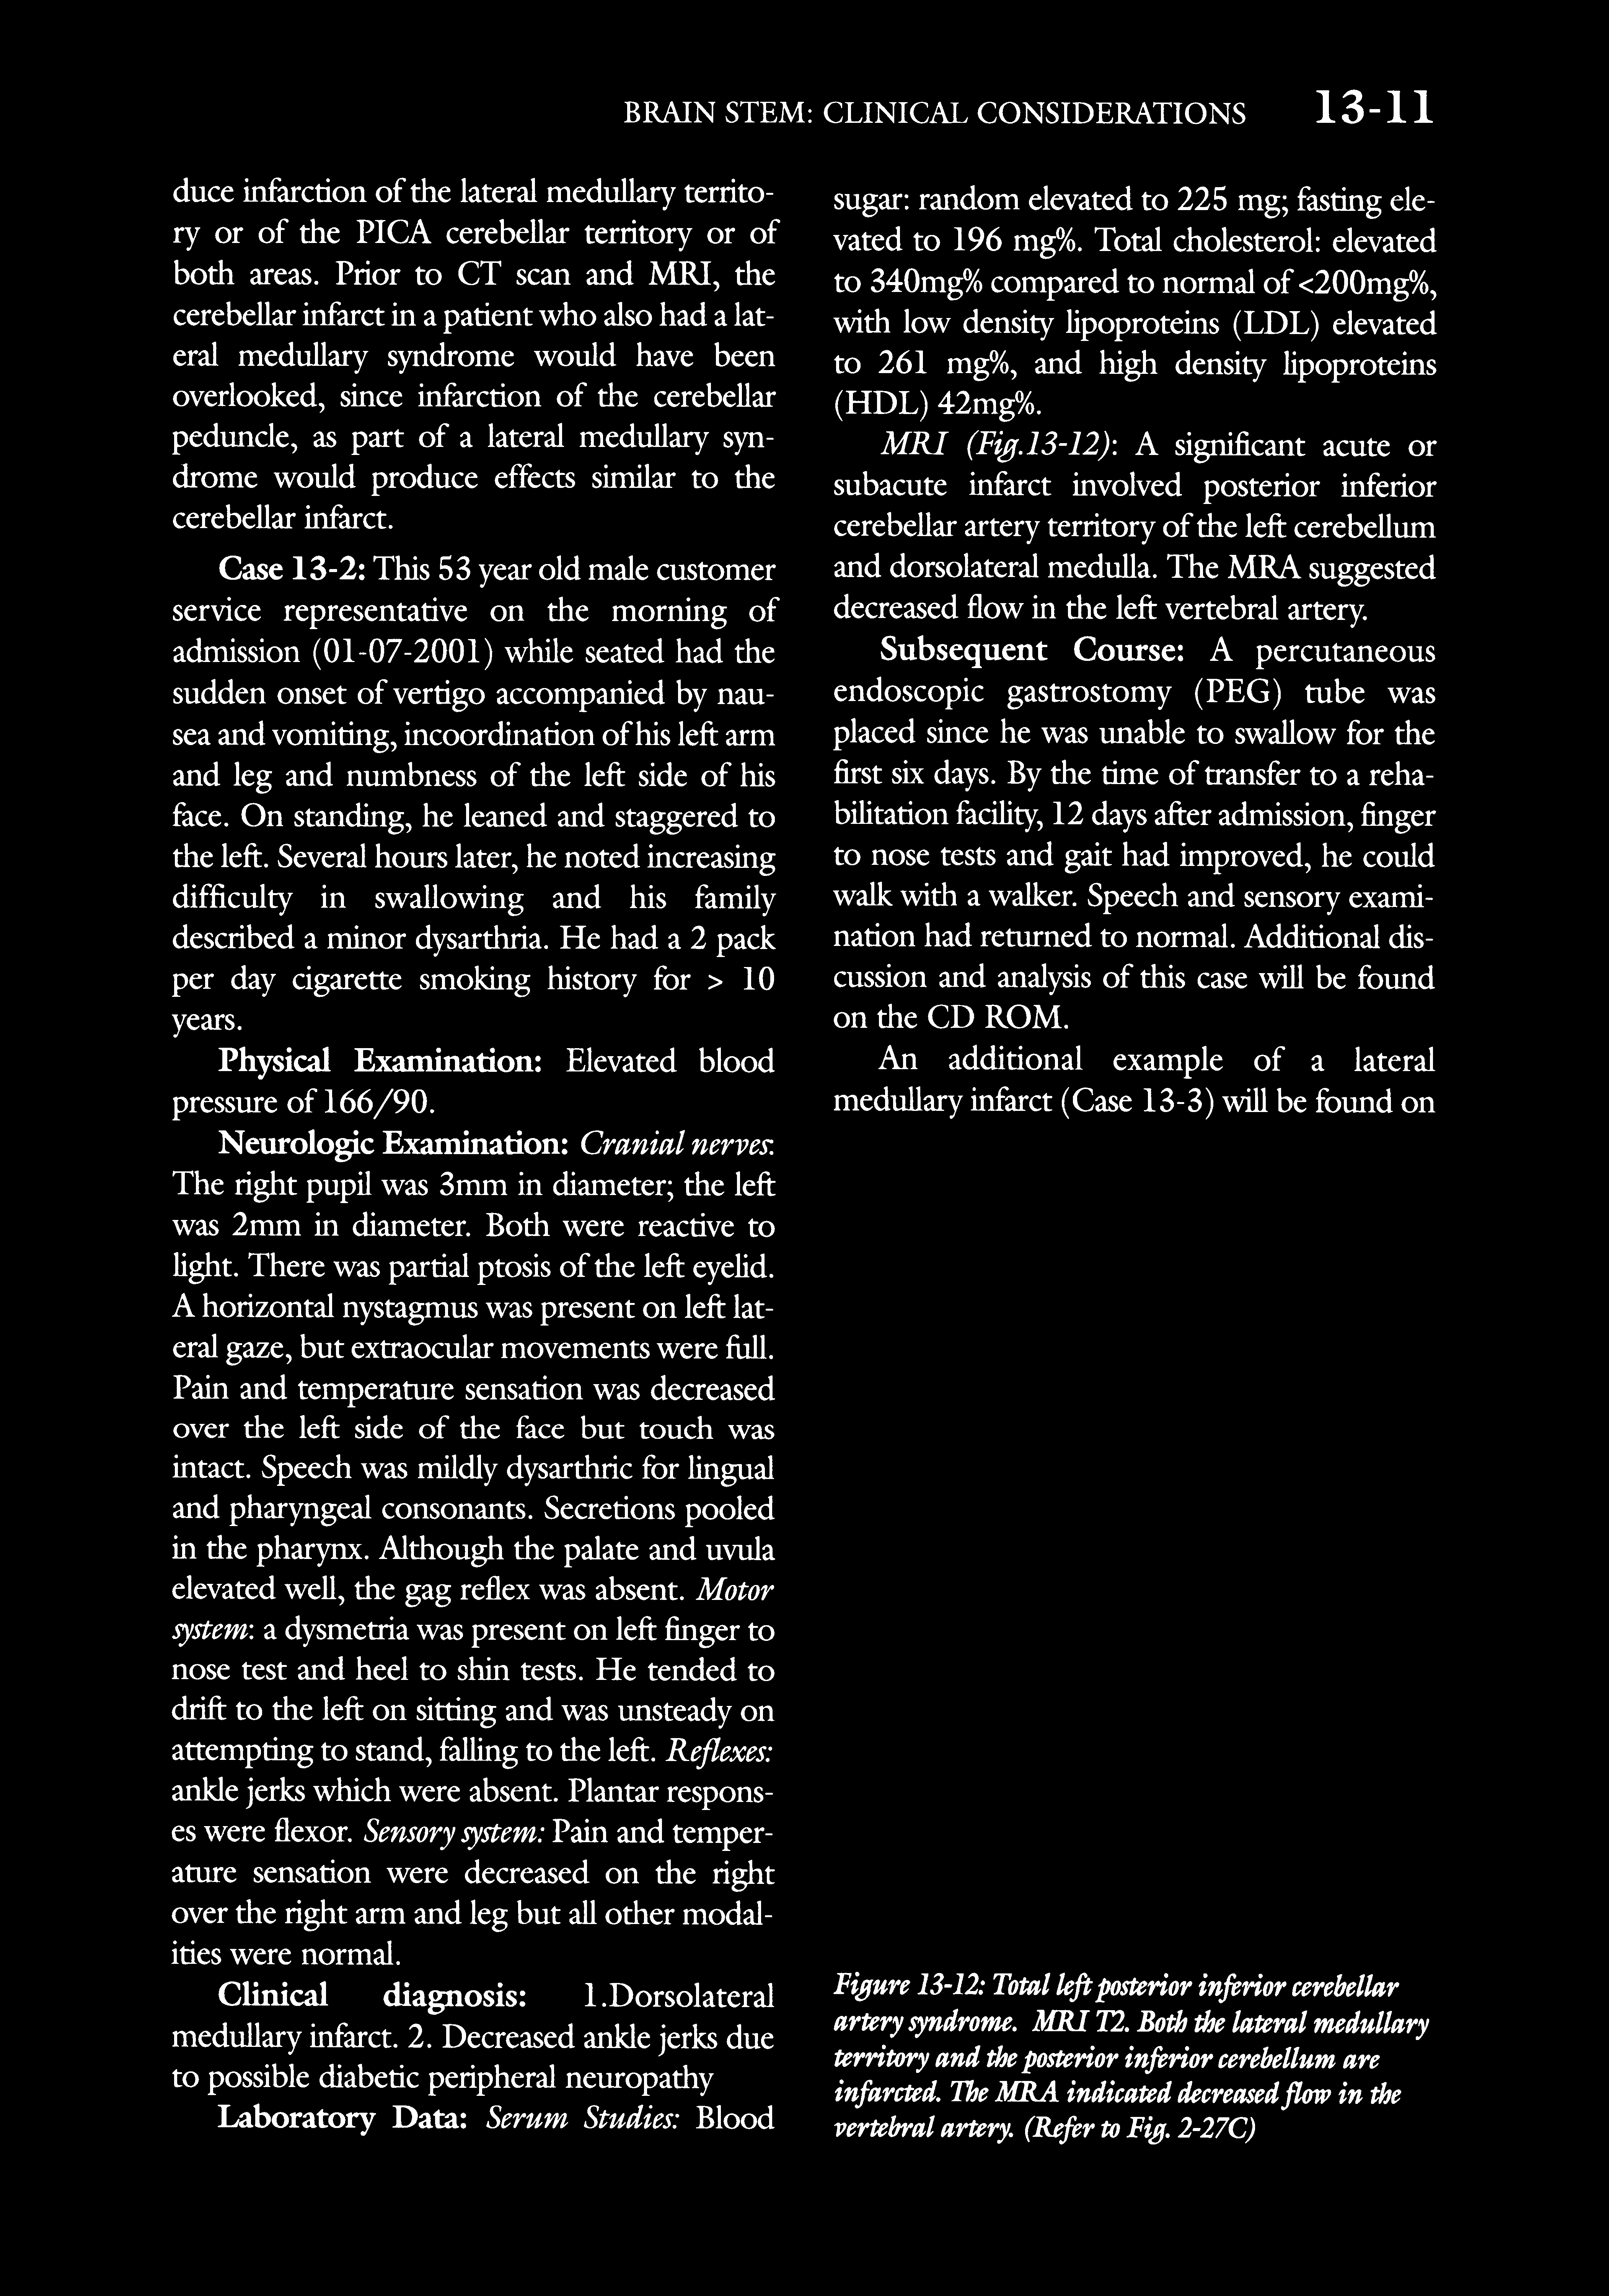 BRAIN STEM: CLINICAL CONSIDERATIONS 13-11
duce infarction of the lateral medullary territo-
ry or of the PICA cerebellar territory or of
both areas. Prior to CT scan and MRI, the
cerebellar infarct in a patient who also had a lat-
eral medullary syndrome would have been
overlooked, since infarction of the cerebellar
peduncle, as part of a lateral medullary syn-
drome would produce effects similar to the
cerebellar infarct.
Case 13-2: This 53 year old male customer
service representative on the morning of
admission (01-07-2001) while seated had the
sudden onset of vertigo accompanied by nau-
sea and vomiting, incoordination of his left arm
and leg and numbness of the left side of his
face. On standing, he leaned and staggered to
the left. Several hours later, he noted increasing
difficulty in swallowing and his family
described a minor dysarthria. He had a 2 pack
per day cigarette smoking history for > 10
years.
Physical Examination: Elevated blood
pressure of 166/90.
Neurologic Examination: Cranial nerves:
The right pupil was 3mm in diameter; the left
was 2mm in diameter. Both were reactive to
light. There was partial ptosis of the left eyelid.
A horizontal nystagmus was present on left lat-
eral gaze, but extraocular movements were full.
Pain and temperature sensation was decreased
over the left side of the face but touch was
intact. Speech was mildly dysarthric for lingual
and pharyngeal consonants. Secretions pooled
in the pharynx. Although the palate and uvula
elevated well, the gag reflex was absent. Motor
system: a dysmetria was present on left finger to
nose test and heel to shin tests. He tended to
drift to the left on sitting and was unsteady on
attempting to stand, falling to the left. Reflexes:
ankle jerks which were absent. Plantar respons-
es were flexor. Sensory system: Pain and temper-
ature sensation were decreased on the right
over the right arm and leg but all other modal-
ities were normal.
Clinical diagnosis: 1.Dorsolateral
medullary infarct. 2. Decreased ankle jerks due
to possible diabetic peripheral neuropathy
Laboratory Data: Serum Studies: Blood
sugar: random elevated to 225 mg; fasting ele-
vated to 196 mg%. Total cholesterol: elevated
to 340mg% compared to normal of <200mg%,
with low density lipoproteins (LDL) elevated
to 261 mg%, and high density lipoproteins
(HDL) 42mg%.
MRI (Fig.13-12): A significant acute or
subacute infarct involved posterior inferior
cerebellar artery territory of the left cerebellum
and dorsolateral medulla. The MRA suggested
decreased flow in the left vertebral artery.
Subsequent Course: A percutaneous
endoscopic gastrostomy (PEG) tube was
placed since he was unable to swallow for the
first six days. By the time of transfer to a reha-
bilitation facility, 12 days after admission, finger
to nose tests and gait had improved, he could
walk with a walker. Speech and sensory exami-
nation had returned to normal. Additional dis-
cussion and analysis of this case will be found
on the CD ROM.
An additional example of a lateral
medullary infarct (Case 13-3) will be found on
Figure 13-12: Total left posterior inferior cerebellar
artery syndrome. MRI T2. Both the lateral medullary
territory and the posterior inferior cerebellum are
infarcted. The MRA indicated decreased flow in the
vertebral artery. (Refer to Fig. 2-27C)